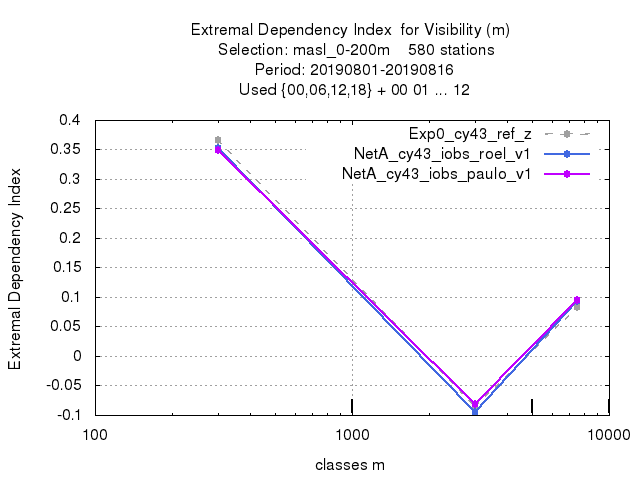 Extremal Dependency Index  for Visibility (m)
Selection: masl_0-200m    580 stations
Period: 20190801-20190816
Used {00,06,12,18} + 00 01 ... 12
Exp0_cy43_ref_z
NetA_cy43_iobs_roel_v1
NetA_cy43_iobs_paulo_v1
0.4
0.35
0.3
0.25
0.2
0.15
0.1
0.05
0
-0.05
-0.1
Extremal Dependency Index
100
1000
10000
classes m